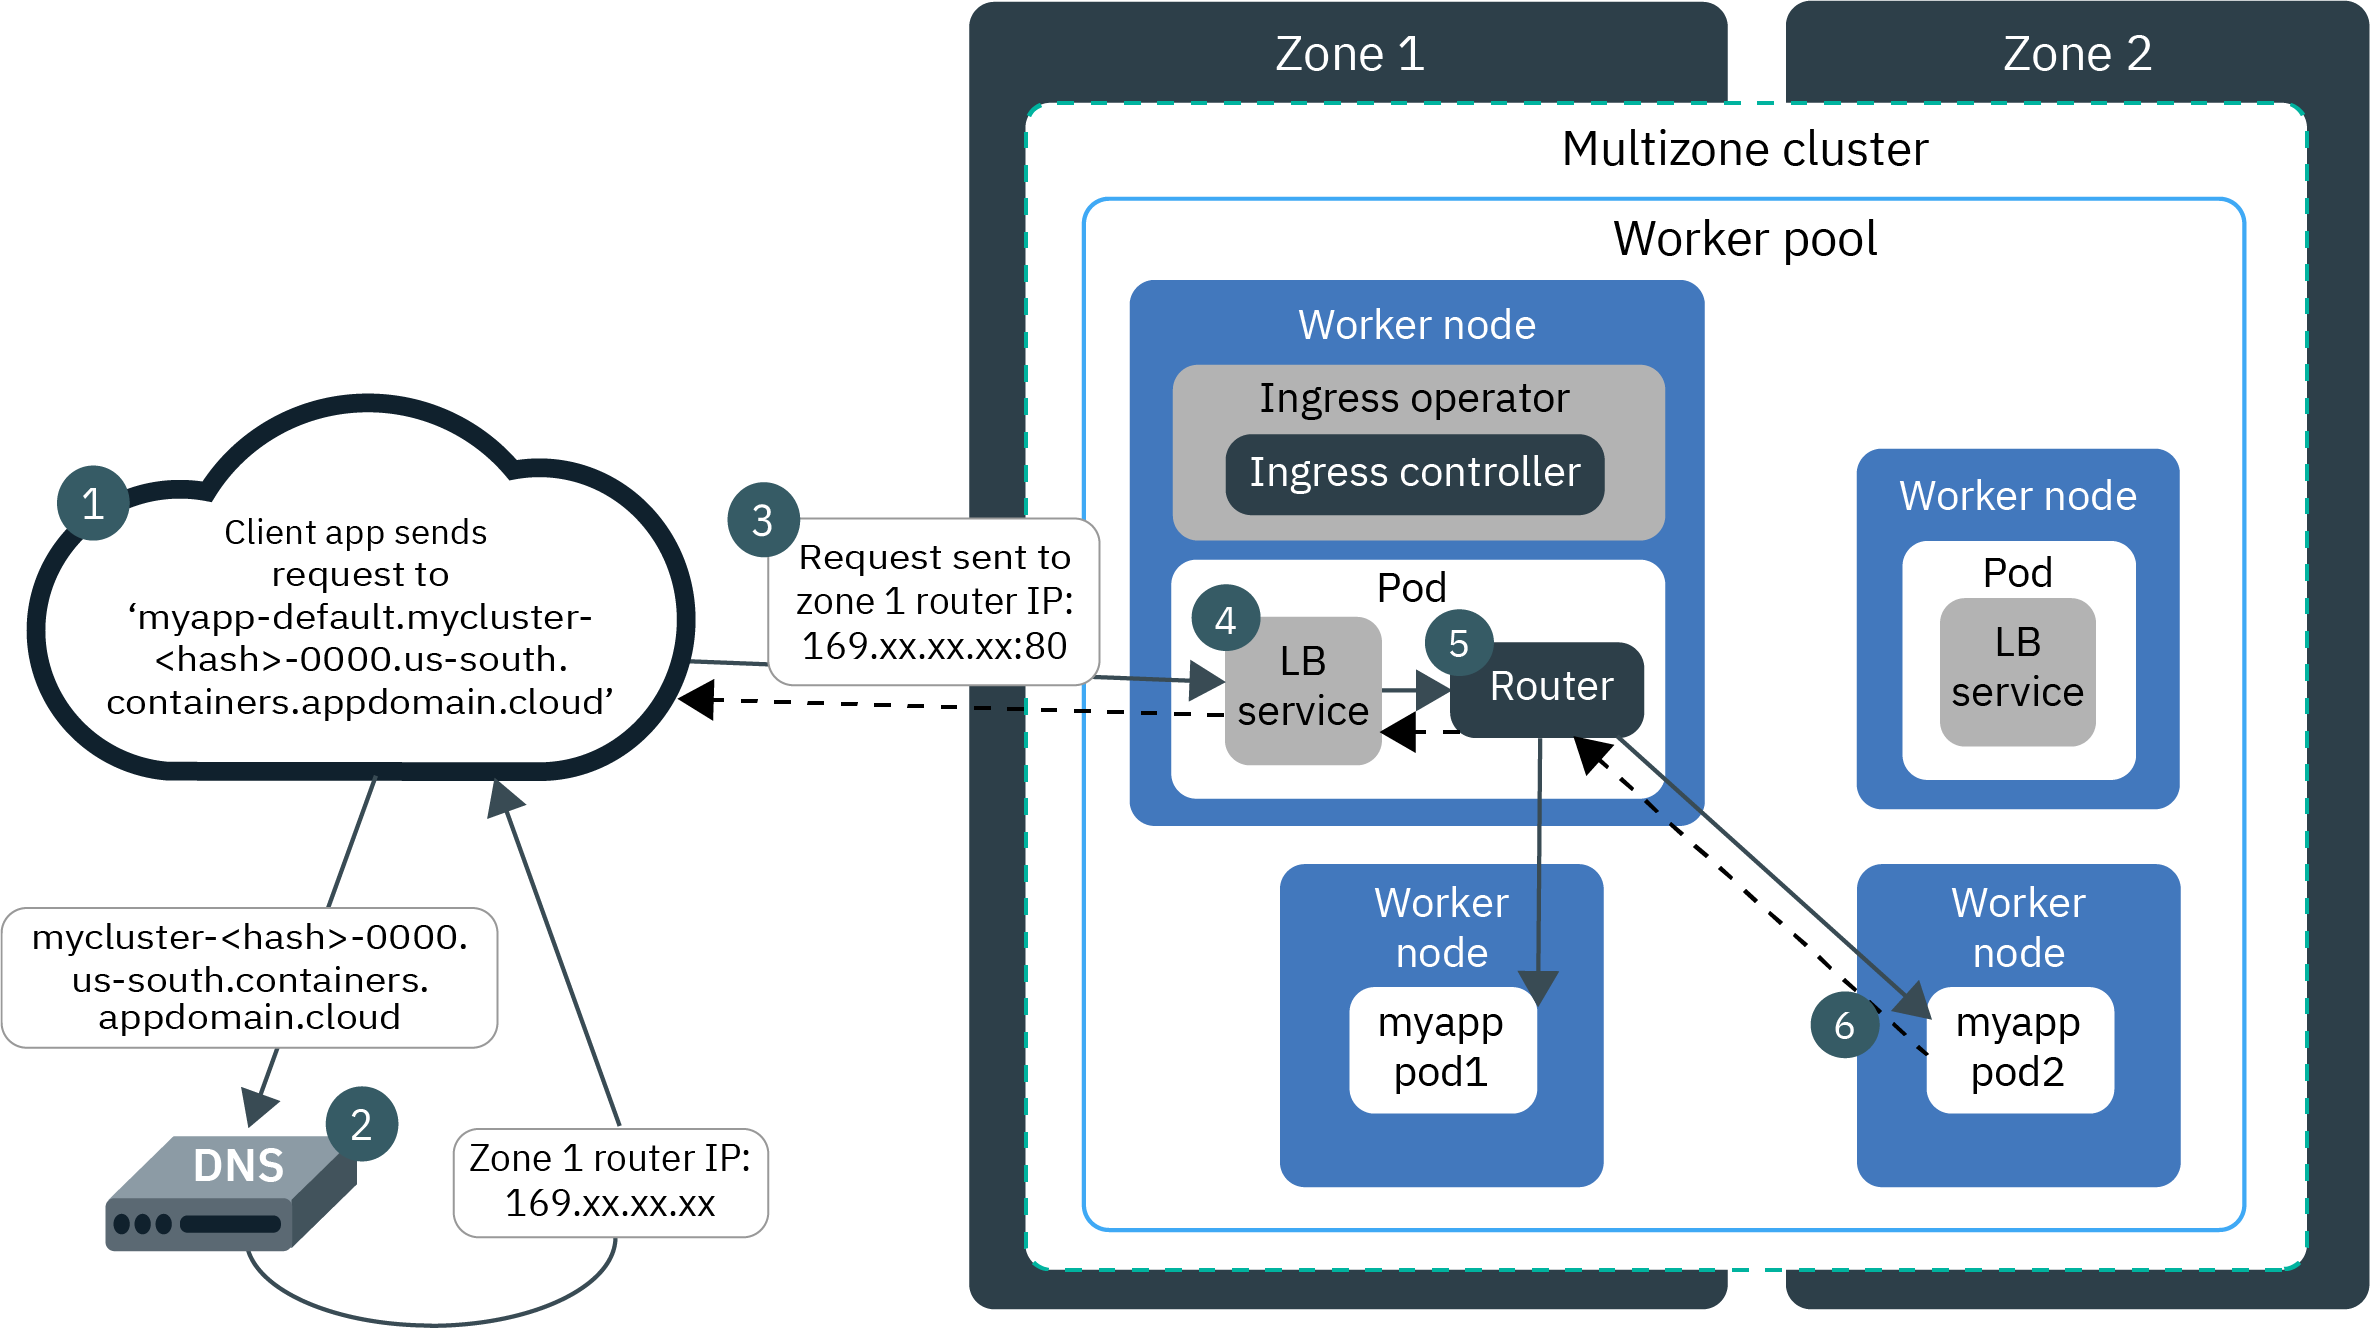 Zone 1
Zone 2
Multizone cluster
Worker pool
Worker node
Ingress operator
Ingress controller
1
Client app sends
request to
‘myapp-default.mycluster-
<hash>-0000.us-south.
containers.appdomain.cloud’
3
Request sent to
zone 1 router IP:
169.xx.xx.xx:80
Pod
4
LB
service
5
Router
Worker node
Pod
LB
service
mycluster-<hash>-0000.
us-south.containers.
appdomain.cloud
2
DNS
Zone 1 router IP:
169.xx.xx.xx
Worker
node
myapp
pod1
6
Worker
node
myapp
pod2